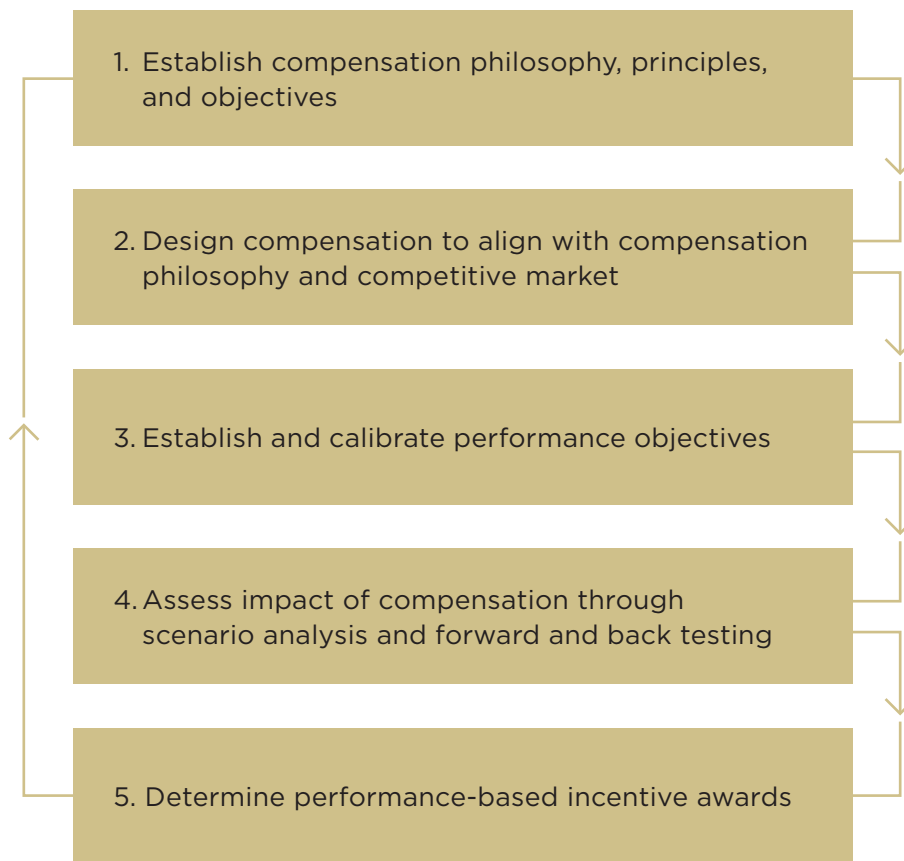 1. Establish compensation philosophy, principles,
and objectives
2. Design compensation to align with compensation
philosophy and competitive market
3. Establish and calibrate performance objectives
4. Assess impact of compensation through
scenario analysis and forward and back testing
5. Determine performance-based incentive awards